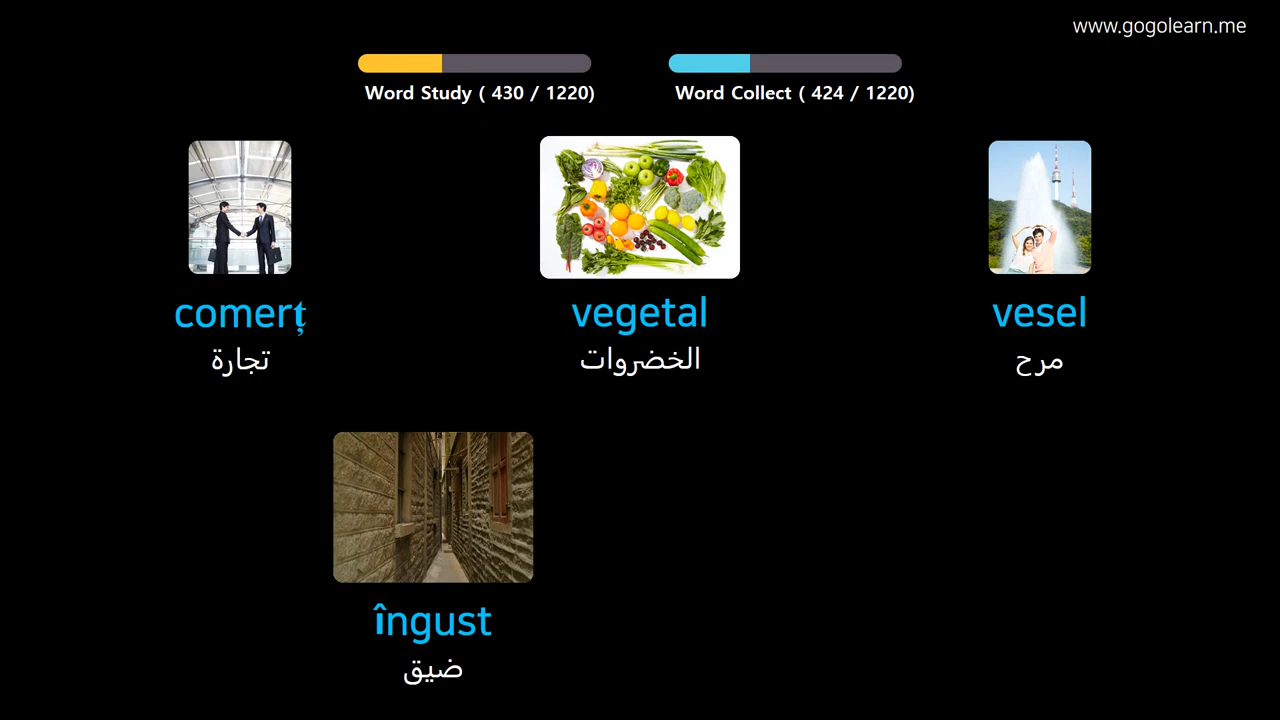 www.gogolearn.me
Word Study ( 430 / 1220)
Word Collect ( 424 / 1220)
comerț
تجارة
vegetal
الخضروات
vesel
مرح
îngust
ضيق